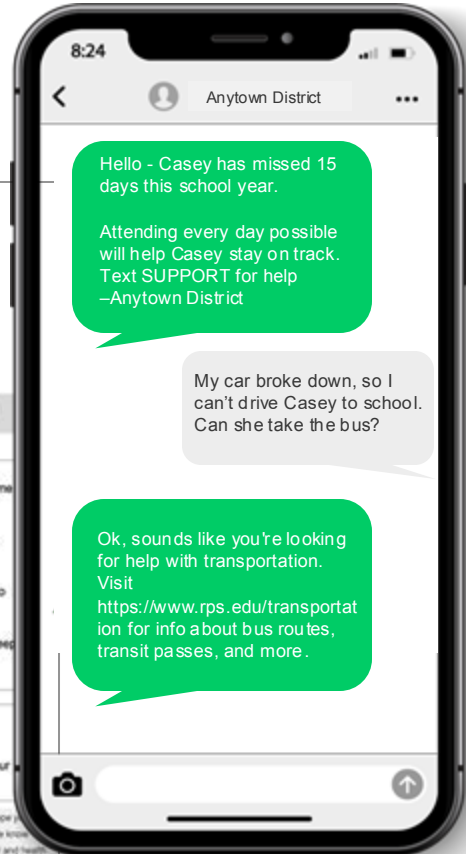 8:24
Anytown District
Hello - Casey has missed 15
days this school year.
Attending every day possible
will help Casey stay on track.
Text SUPPORT for help
–Anytown District
My car broke down, so I
can't drive Casey to school.
Can she take the bus?
Ok, sounds like you're looking
for help with transportation.
Visit
https://www.rps.edu/transportat
ion for info about bus routes,
transit passes, and more.